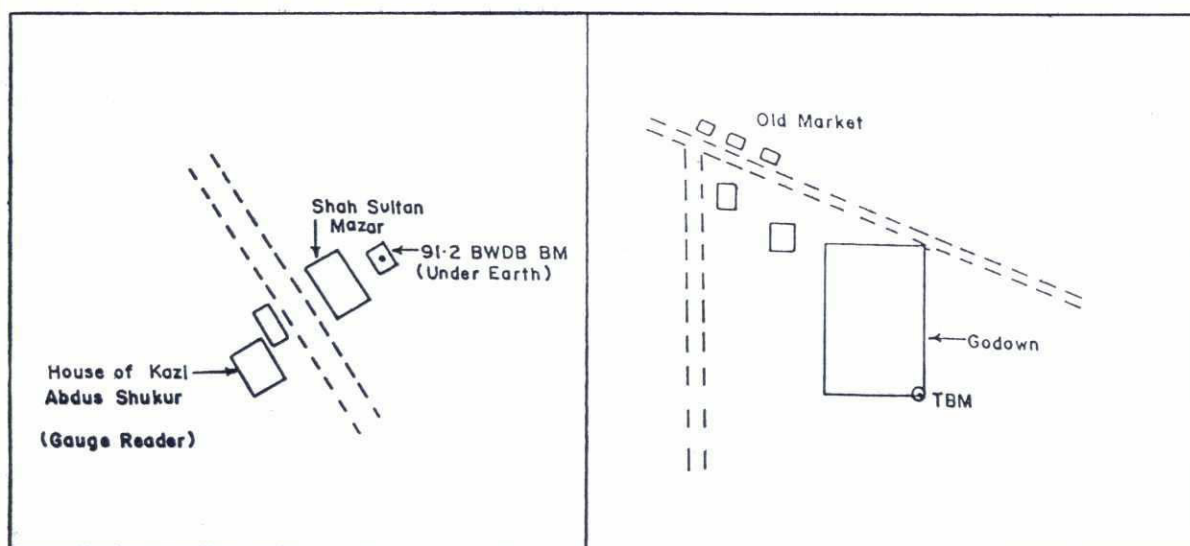 Shah Sultan
Mazar
91·2 BWDB BM
(Under Earth)
House of Kazi
Abdus Shukur
(Gauge Reader)
Old Market
Godown
TBM